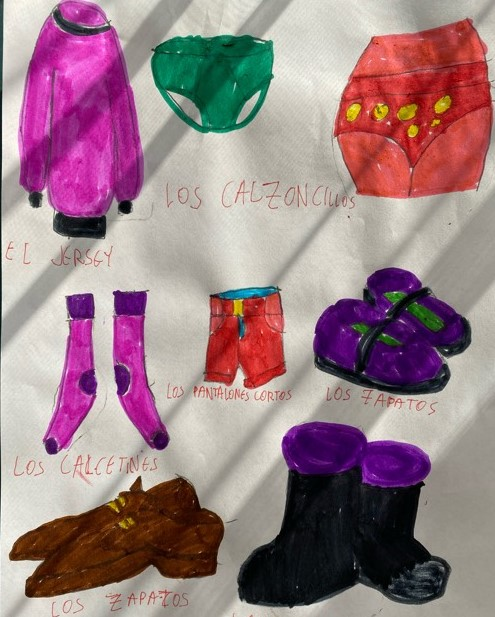 LOS CALZONCILLOS
EL JERSEY
LOS PANTALONES CORTOS
LOS ZAPATOS
LOS CALCETINES
LOS ZAPATOS